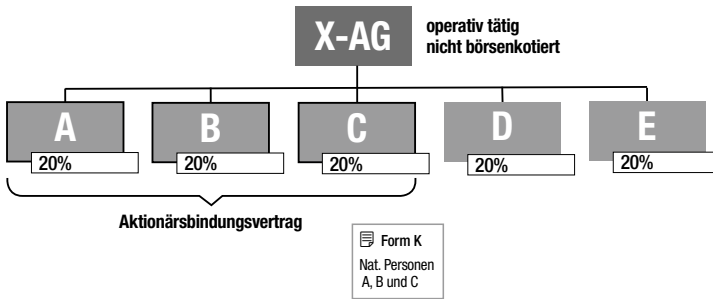 X-AG
operativ tätig
nicht börsenkotiert
A
B
C
D
E
20%
20%
20%
20%
20%
Aktionärsbindungsvertrag
Form K
Nat. Personen
A, B und C